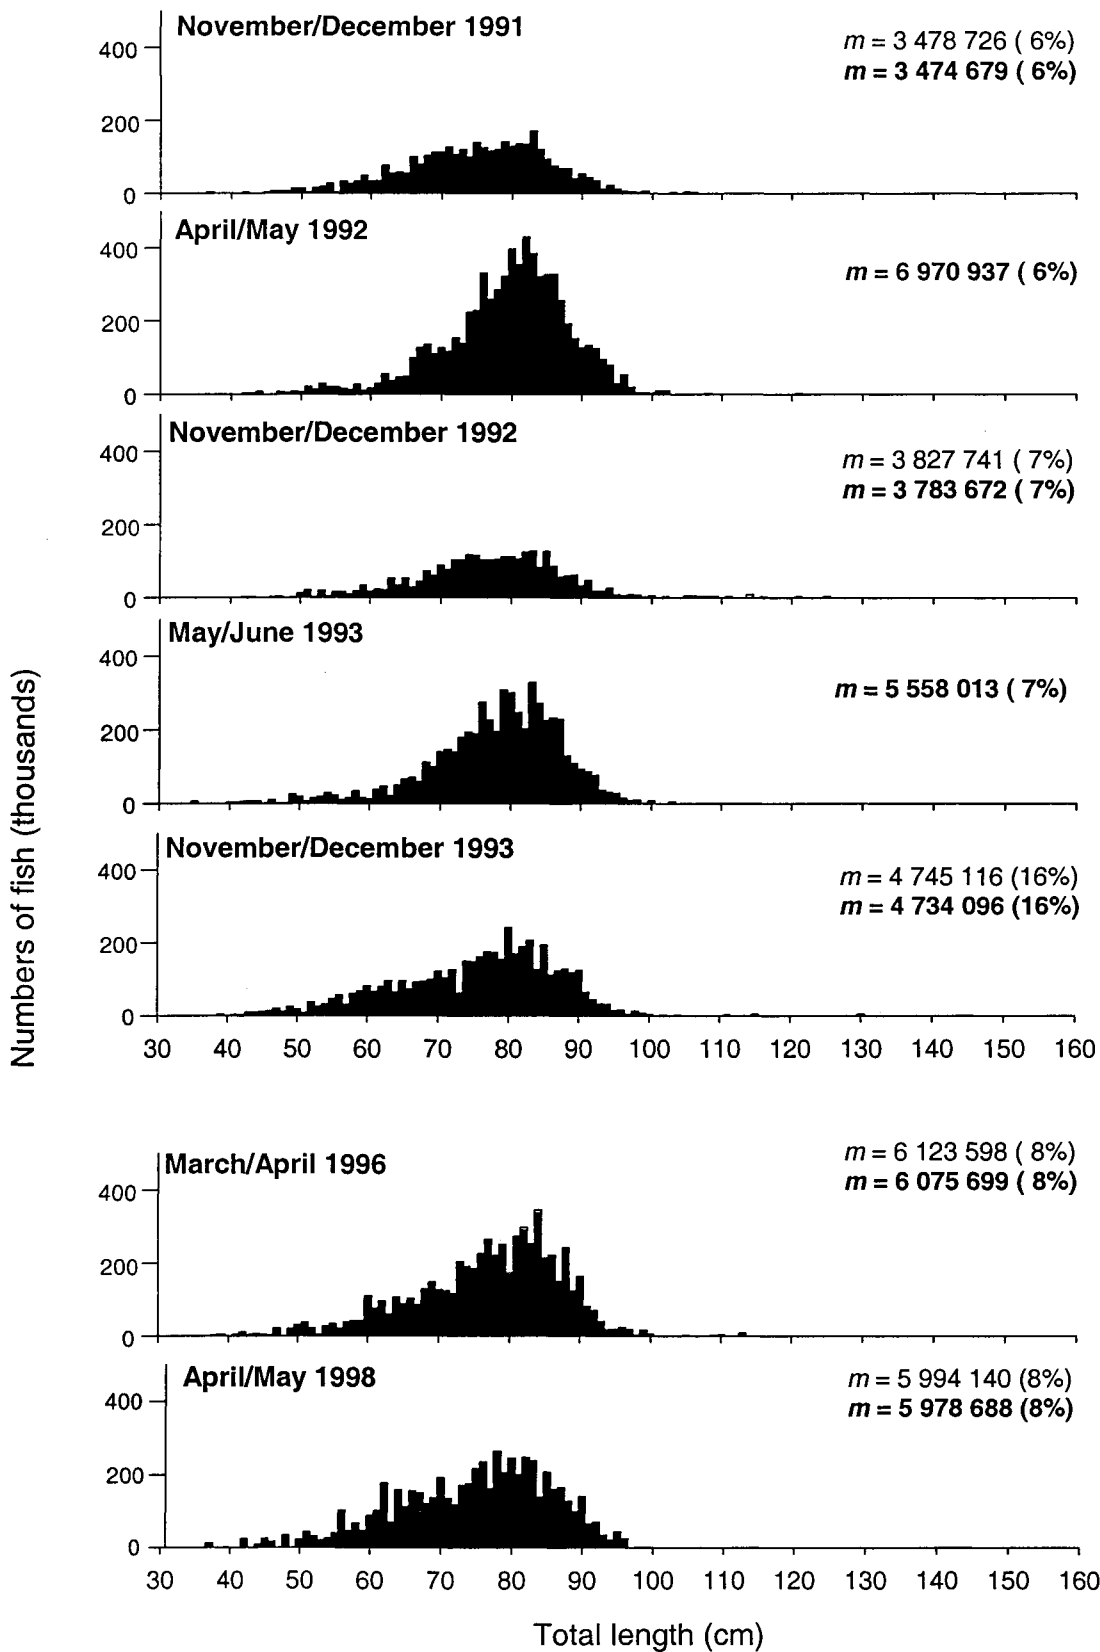 November/December 1991
m = 3 478 726 ( 6%)
m = 3 474 679 ( 6%)
400
200
0
April/May 1992
m = 6 970 937 ( 6%)
400
200
0
November/December 1992
m = 3 827 741 ( 7%)
m = 3 783 672 ( 7%)
400
200
0
May/June 1993
m = 5 558 013 ( 7%)
400
200
0
November/December 1993
m = 4 745 116 (16%)
m = 4 734 096 (16%)
400
200
0
30 40 50 60 70 80 90 100 110 120 130 140 150 160
Numbers of fish (thousands)
March/April 1996
m = 6 123 598 ( 8%)
m = 6 075 699 ( 8%)
400
200
0
April/May 1998
m = 5 994 140 (8%)
m = 5 978 688 (8%)
400
200
0
30 40 50 60 70 80 90 100 110 120 130 140 150 160
Total length (cm)